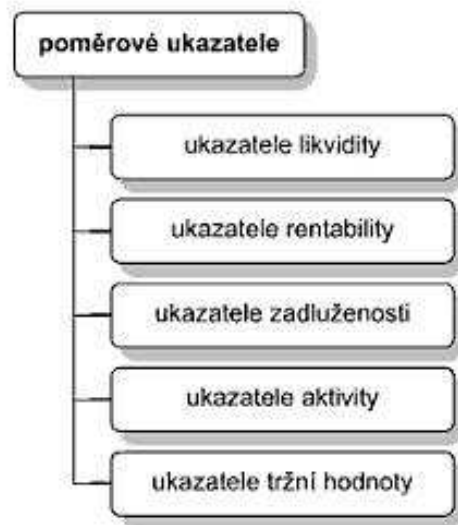 poměrové ukazatele
ukazatele likvidity
ukazatele rentability
ukazatele zadluženosti
ukazatele aktivity
ukazatele tržní hodnoty